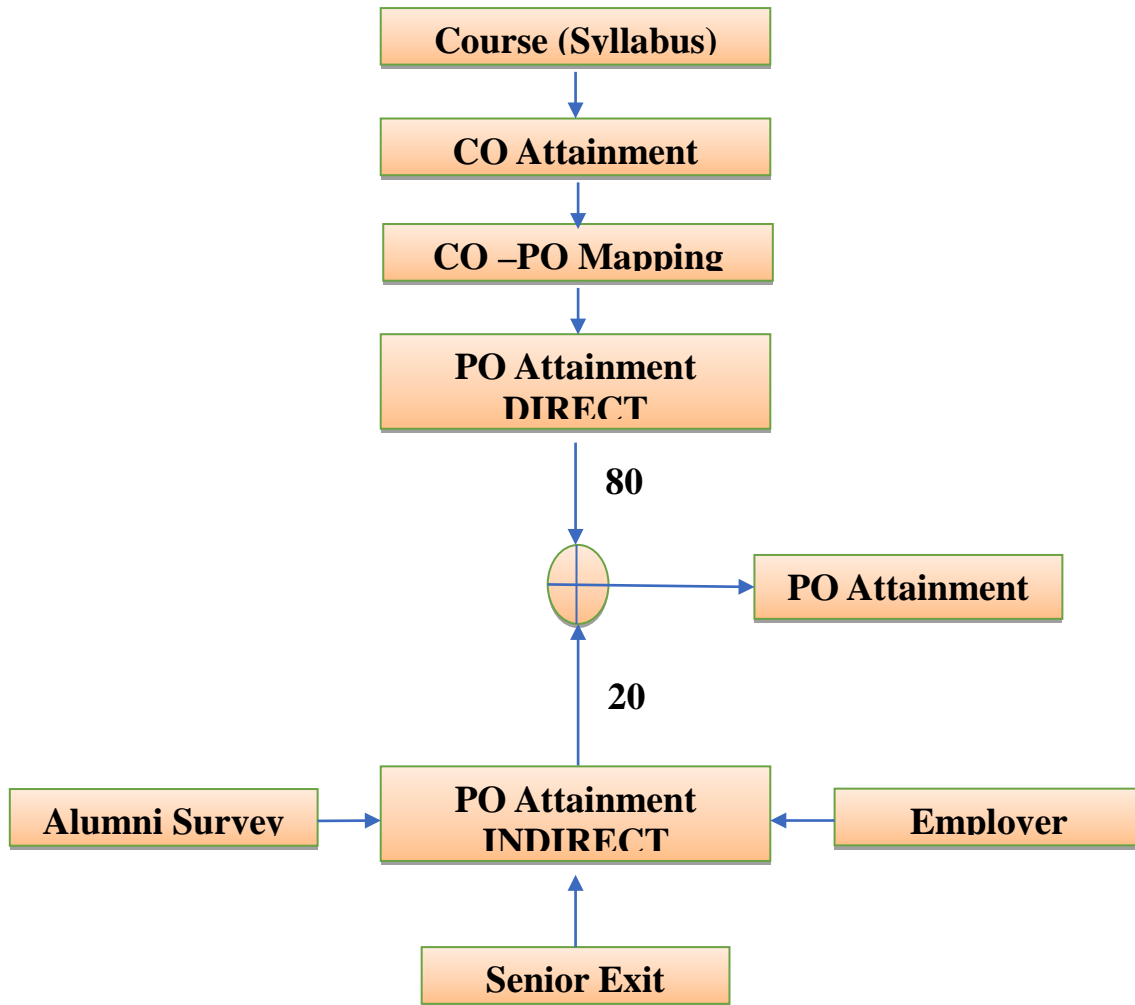 Course (Syllabus)
CO Attainment
CO –PO Mapping
PO Attainment
DIRECT
80
PO Attainment
20
Alumni Survey
PO Attainment
INDIRECT
Employer
Senior Exit